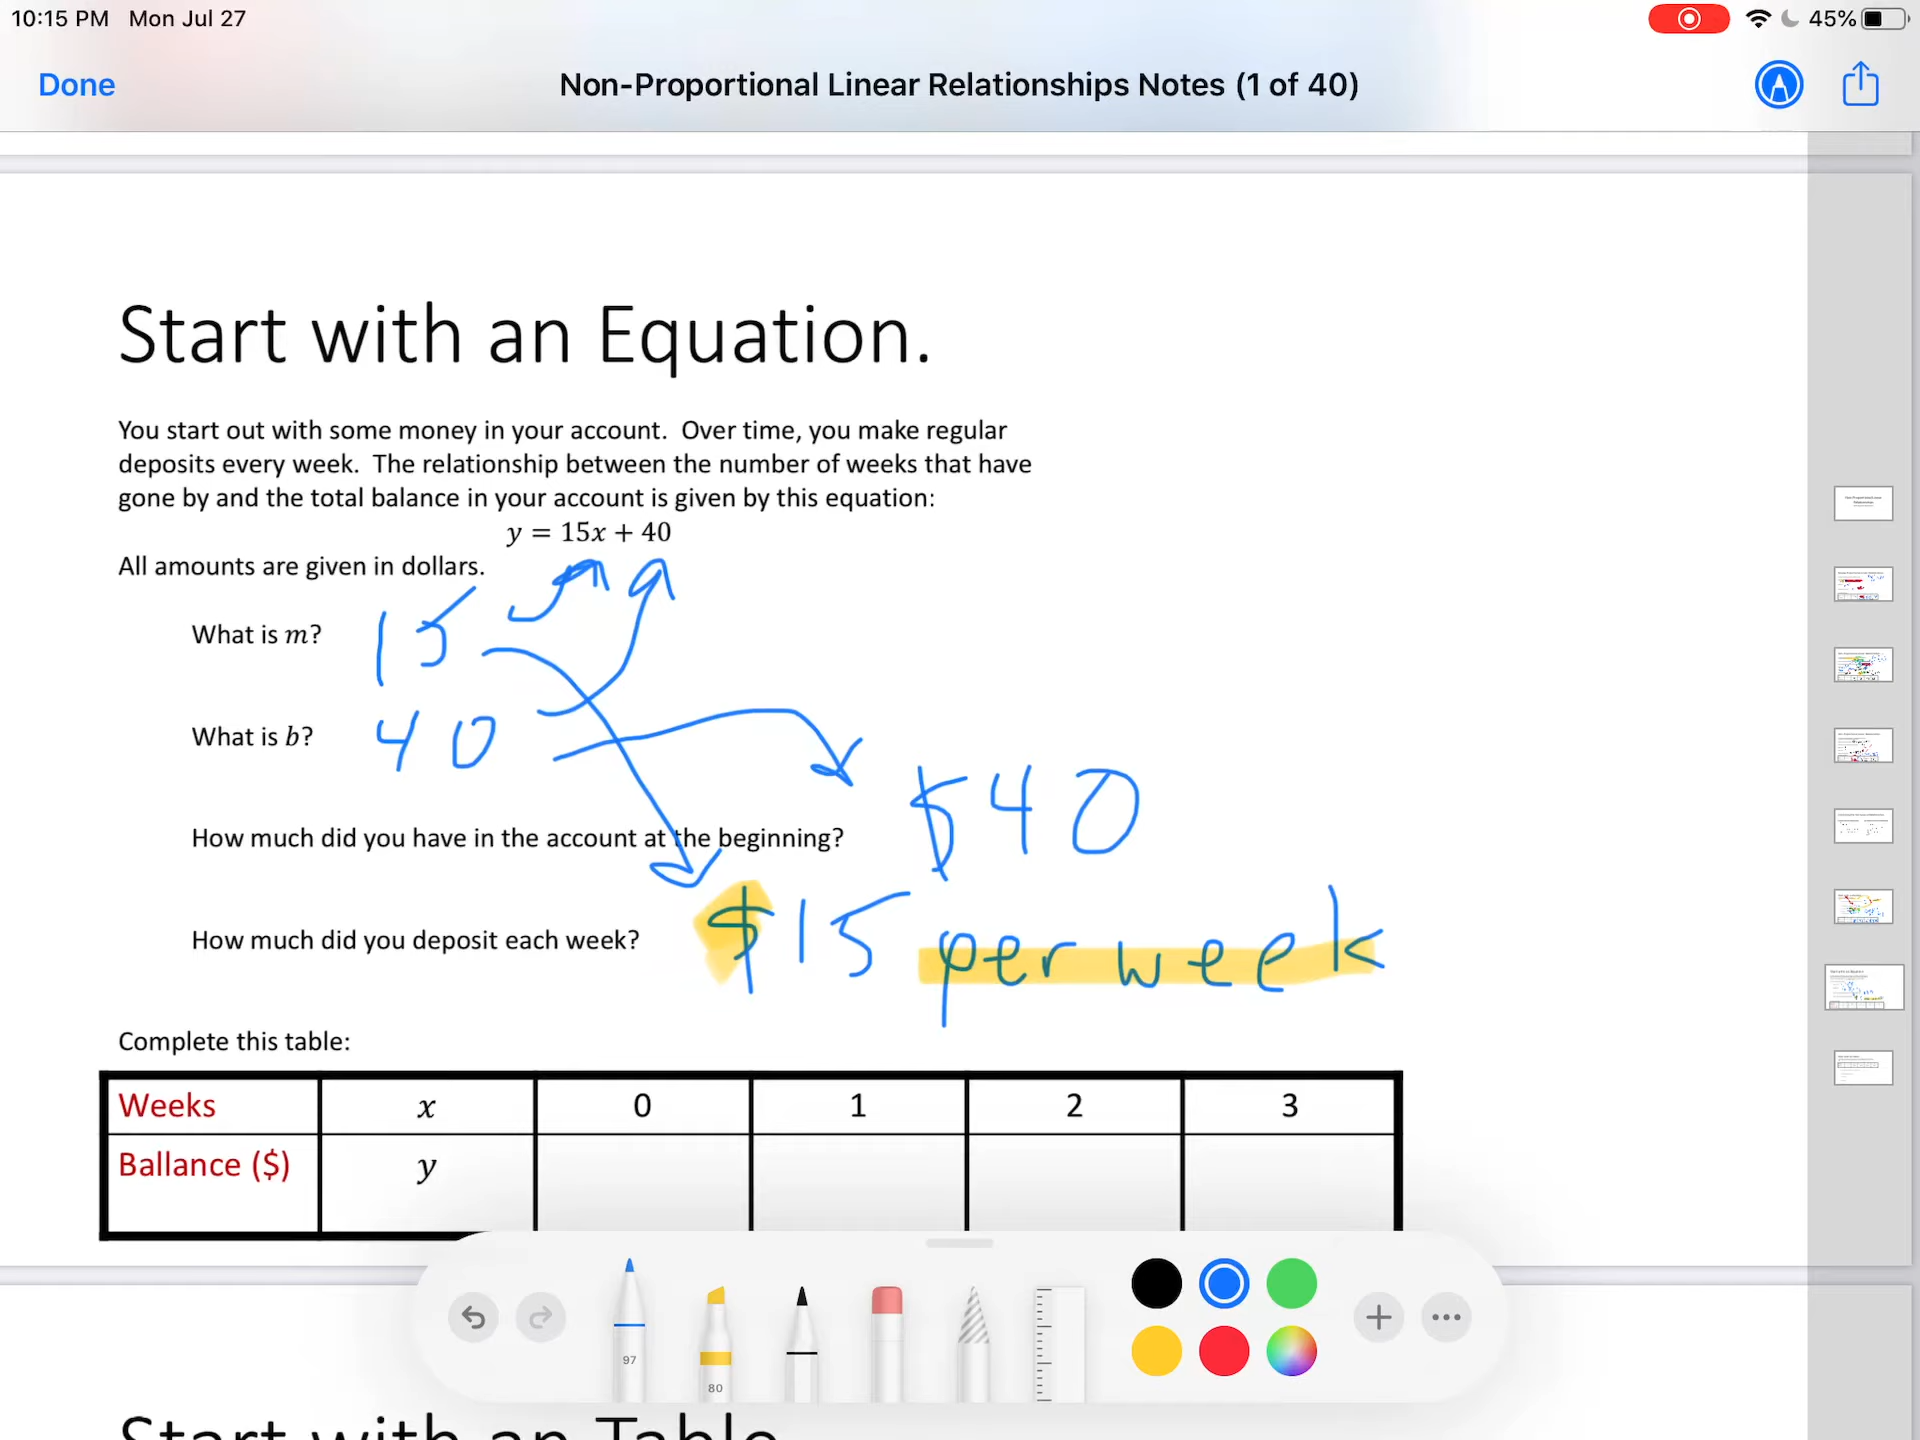 10:15 PM Mon Jul 27
45%
Done
Non-Proportional Linear Relationships Notes (1 of 40)
Start with an Equation.
You start out with some money in your account. Over time, you make regular
deposits every week. The relationship between the number of weeks that have
gone by and the total balance in your account is given by this equation:
y = 15x + 40
All amounts are given in dollars.
What is m? 15
What is b? 40
How much did you have in the account at the beginning? $40
How much did you deposit each week? $15 per week
Complete this table:
Weeks x 0 1 2 3
Ballance ($) y
97
80
Start with an Table